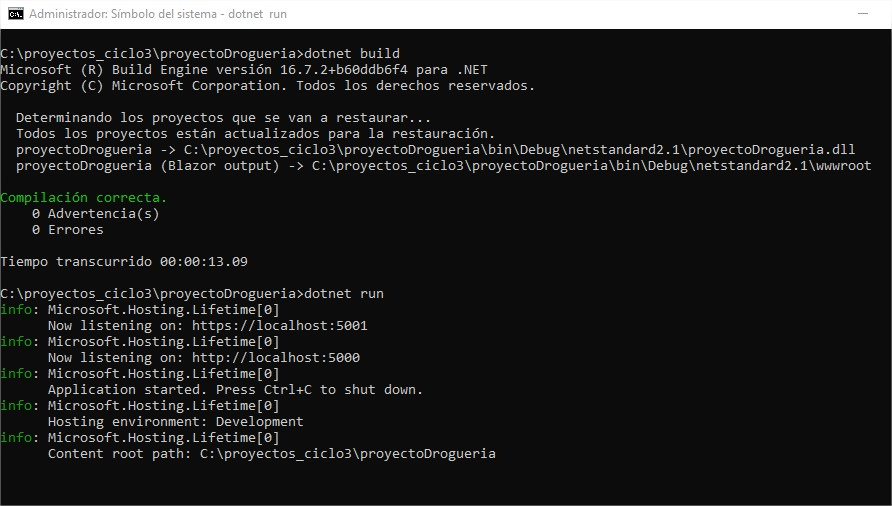 Administrador: Símbolo del sistema - dotnet run
C:\proyectos_ciclo3\proyectoDrogueria>dotnet build
Microsoft (R) Build Engine versión 16.7.2+b60ddb6f4 para .NET
Copyright (C) Microsoft Corporation. Todos los derechos reservados.
Determinando los proyectos que se van a restaurar...
Todos los proyectos están actualizados para la restauración.
proyectoDrogueria -> C:\proyectos_ciclo3\proyectoDrogueria\bin\Debug\netstandard2.1\proyectoDrogueria.dll
proyectoDrogueria (Blazor output) -> C:\proyectos_ciclo3\proyectoDrogueria\bin\Debug\netstandard2.1\wwwroot
Compilación correcta.
0 Advertencia(s)
0 Errores
Tiempo transcurrido 00:00:13.09
C:\proyectos_ciclo3\proyectoDrogueria>dotnet run
info: Microsoft.Hosting.Lifetime[0]
Now listening on: https://localhost:5001
info: Microsoft.Hosting.Lifetime[0]
Now listening on: http://localhost:5000
info: Microsoft.Hosting.Lifetime[0]
Application started. Press Ctrl+C to shut down.
info: Microsoft.Hosting.Lifetime[0]
Hosting environment: Development
info: Microsoft.Hosting.Lifetime[0]
Content root path: C:\proyectos_ciclo3\proyectoDrogueria